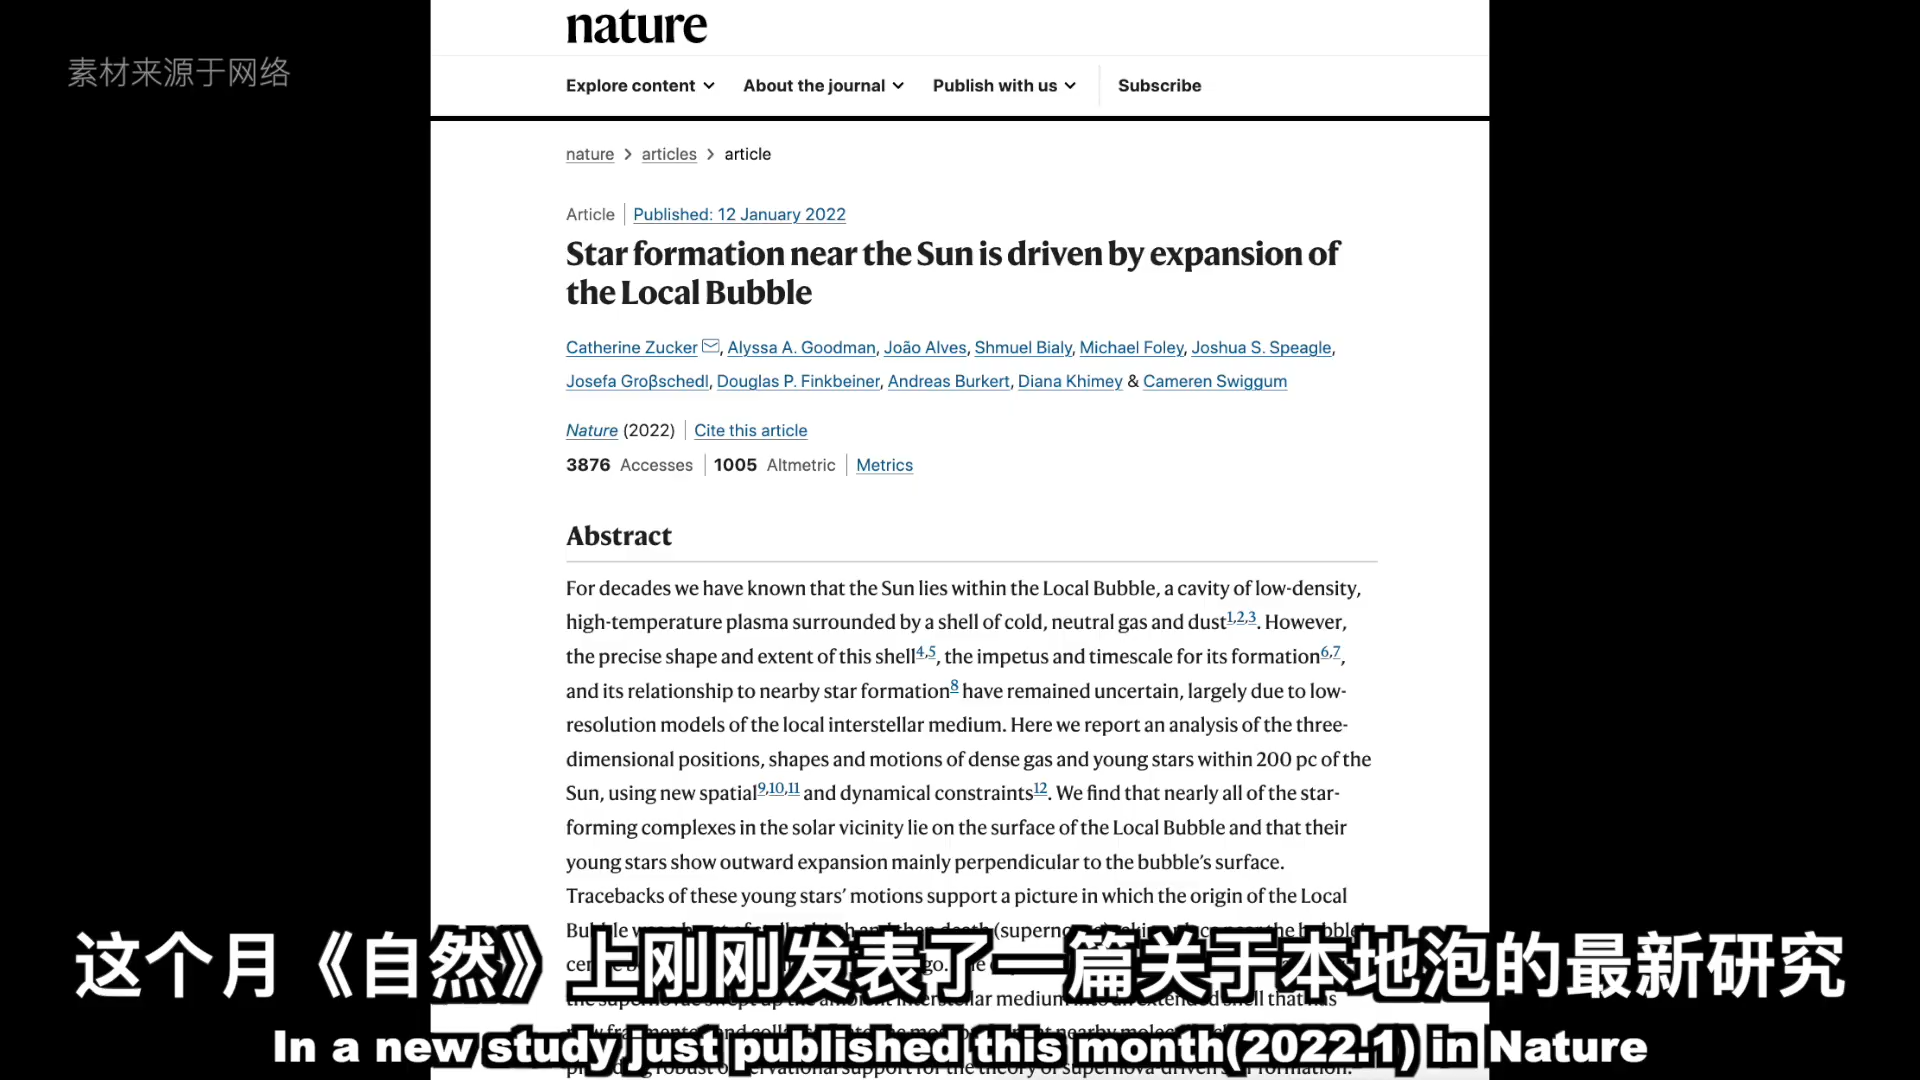 nature
素材来源于网络
Explore content About the journal Publish with us Subscribe
nature > articles > article
Article | Published: 12 January 2022
Star formation near the Sun is driven by expansion of
the Local Bubble
Catherine Zucker, Alyssa A. Goodman, João Alves, Shmuel Bialy, Michael Foley, Joshua S. Speagle,
Josefa Groβschedl, Douglas P. Finkbeiner, Andreas Burkert, Diana Khimey & Cameren Swiggum
Nature (2022) | Cite this article
3876 Accesses | 1005 Altmetric | Metrics
Abstract
For decades we have known that the Sun lies within the Local Bubble, a cavity of low-density,
high-temperature plasma surrounded by a shell of cold, neutral gas and dust1,2,3. However,
the precise shape and extent of this shell4,5, the impetus and timescale for its formation6,7,
and its relationship to nearby star formation8 have remained uncertain, largely due to low-
resolution models of the local interstellar medium. Here we report an analysis of the three-
dimensional positions, shapes and motions of dense gas and young stars within 200 pc of the
Sun, using new spatial9,10,11 and dynamical constraints12. We find that nearly all of the star-
forming complexes in the solar vicinity lie on the surface of the Local Bubble and that their
young stars show outward expansion mainly perpendicular to the bubble's surface.
Tracebacks of these young stars' motions support a picture in which the origin of the Local
这个月《自然》上刚刚发表了一篇关于本地泡的最新研究
In a new study just published this month(2022.1) in Nature